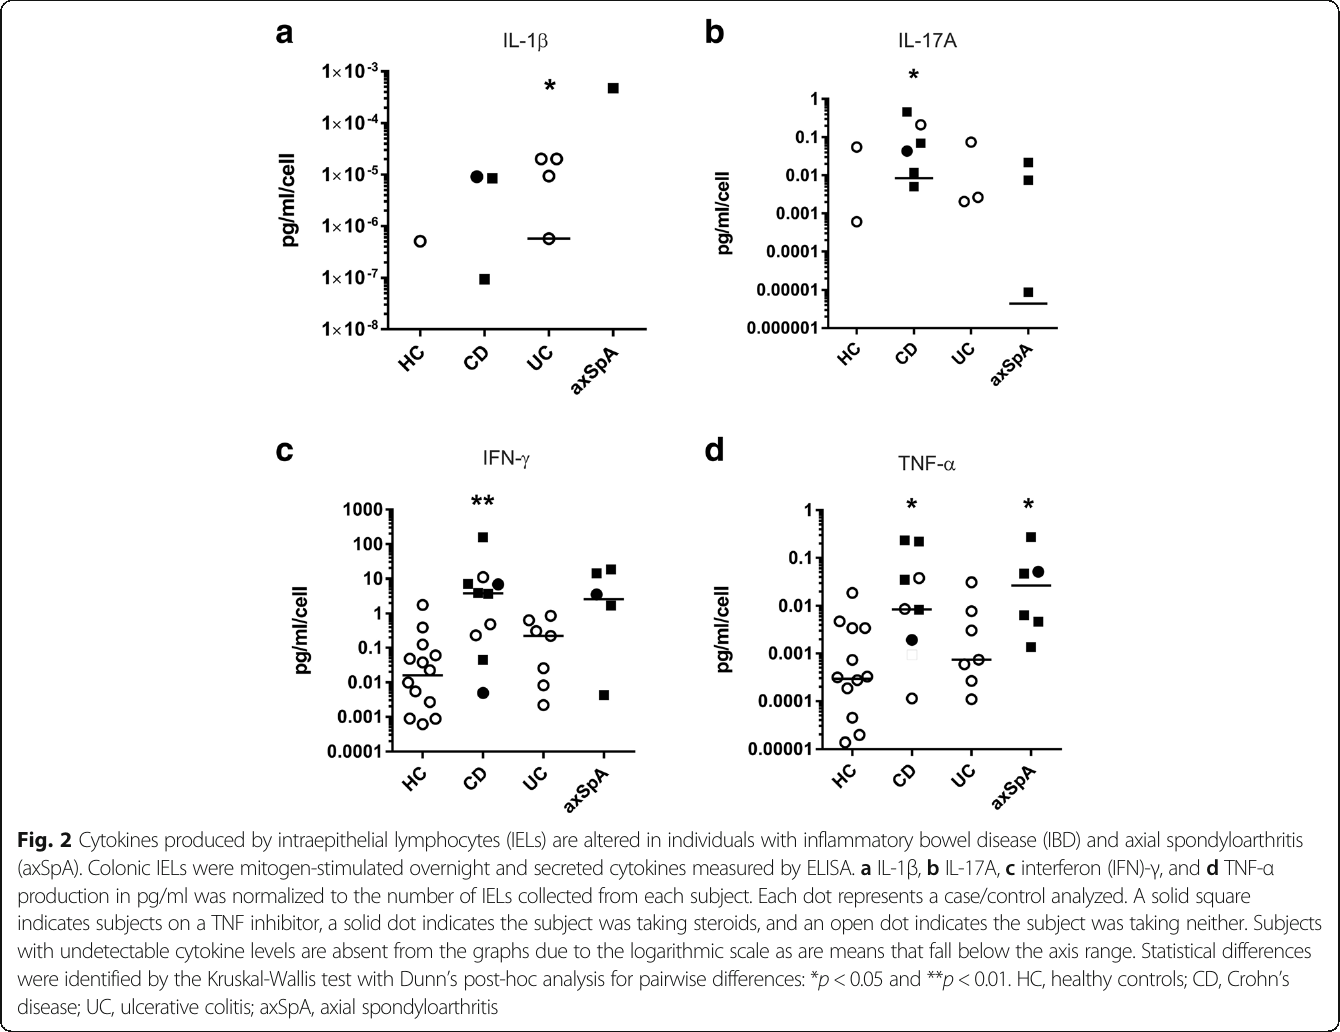 a
IL-1β
*
pg/ml/cell
1×10-3
1×10-4
1×10-5
1×10-6
1×10-7
1×10-8
HC
CD
UC
axSpA
b
IL-17A
*
pg/ml/cell
1
0.1
0.01
0.001
0.0001
0.00001
0.000001
HC
CD
UC
axSpA
c
IFN-γ
**
pg/ml/cell
1000
100
10
1
0.1
0.01
0.001
0.0001
HC
CD
UC
axSpA
d
TNF-α
* *
pg/ml/cell
1
0.1
0.01
0.001
0.0001
0.00001
HC
CD
UC
axSpA
Fig. 2 Cytokines produced by intraepithelial lymphocytes (IELs) are altered in individuals with inflammatory bowel disease (IBD) and axial spondyloarthritis
(axSpA). Colonic IELs were mitogen-stimulated overnight and secreted cytokines measured by ELISA. a IL-1β, b IL-17A, c interferon (IFN)-γ, and d TNF-α
production in pg/ml was normalized to the number of IELs collected from each subject. Each dot represents a case/control analyzed. A solid square
indicates subjects on a TNF inhibitor, a solid dot indicates the subject was taking steroids, and an open dot indicates the subject was taking neither. Subjects
with undetectable cytokine levels are absent from the graphs due to the logarithmic scale as are means that fall below the axis range. Statistical differences
were identified by the Kruskal-Wallis test with Dunn's post-hoc analysis for pairwise differences: *p < 0.05 and **p < 0.01. HC, healthy controls; CD, Crohn's
disease; UC, ulcerative colitis; axSpA, axial spondyloarthritis